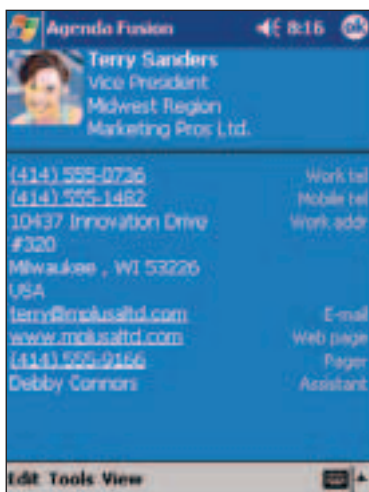 Agenda Fusion 8:16 ok
Terry Sanders
Vice President
Midwest Region
Marketing Pros Ltd.
(414) 555-0736 Work tel
(414) 555-1482 Mobile tel
10437 Innovation Drive Work addr
#320
Milwaukee , WI 53226
USA
terry@mplusaltd.com E-mail
www.mplusaltd.com Web page
(414) 555-9166 Pager
Debby Connors Assistant
Edit Tools View